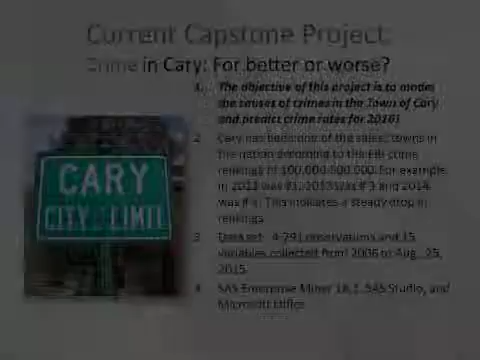 Current Capstone Project:
Crime in Cary: For better or worse?
1. The objective of this project is to model
the causes of crimes in the Town of Cary
and predict crime rates for 2016!
2. Cary has been one of the safest towns in
the nation according to the FBI crime
rankings of 100,000-500,000. For example,
in 2012 was #1, 2013 was # 3 and 2014
was # This indicates a steady drop in
rankings.
3. Data set: 4,791 observations and 15
variables collected from 2006 to Aug. 25,
2015.
4. SAS Enterprise Miner 13.1, SAS Studio, and
Microsoft Office.
CARY
CITY LIMIT